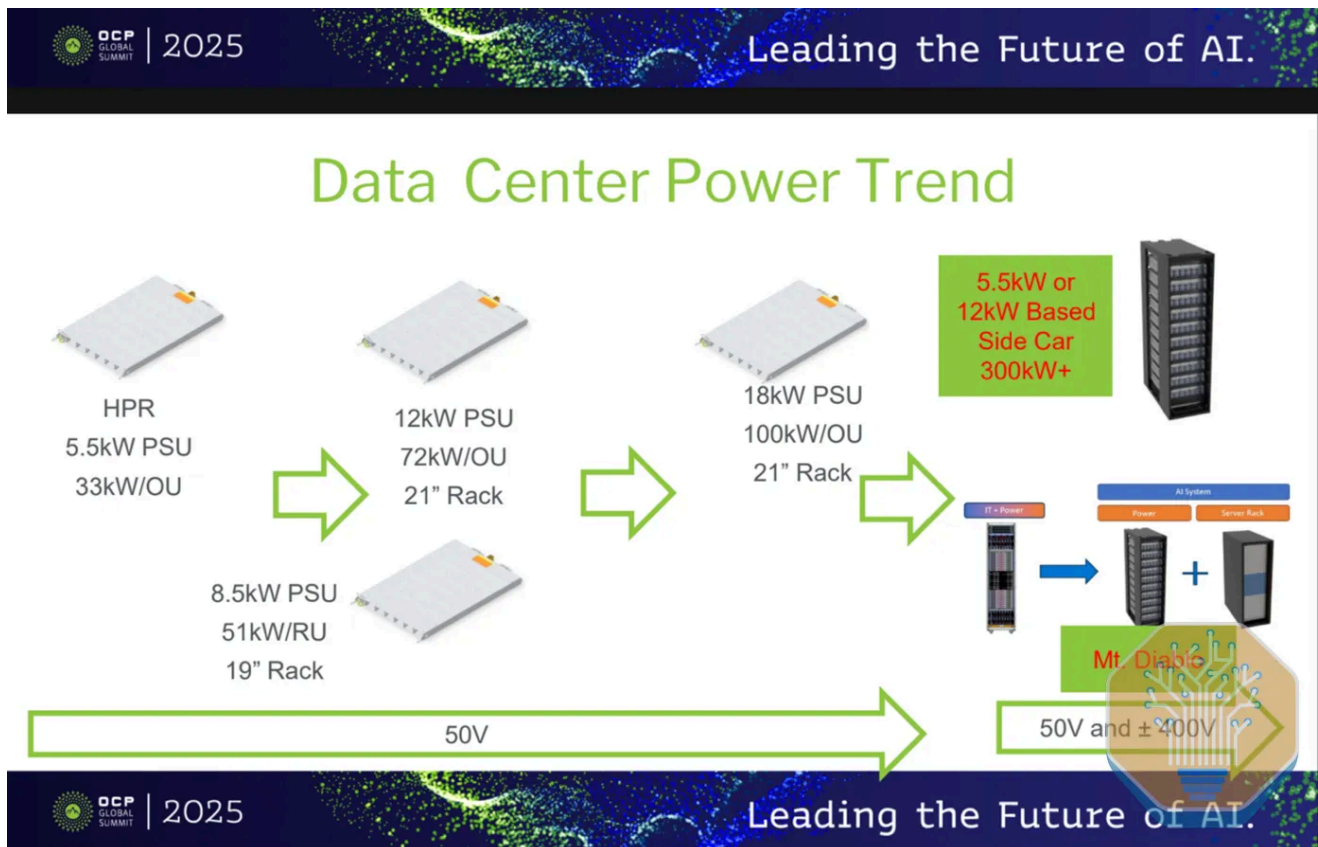 OCP
GLOBAL
SUMMIT
2025
Leading the Future of AI.
Data Center Power Trend
HPR
5.5kW PSU
33kW/OU
12kW PSU
72kW/OU
21” Rack
8.5kW PSU
51kW/RU
19” Rack
18kW PSU
100kW/OU
21” Rack
5.5kW or
12kW Based
Side Car
300kW+
IT + Power
AI System
Power
Server Rack
+
Mt. Diablo
50V
50V and ± 400V
OCP
GLOBAL
SUMMIT
2025
Leading the Future of AI.